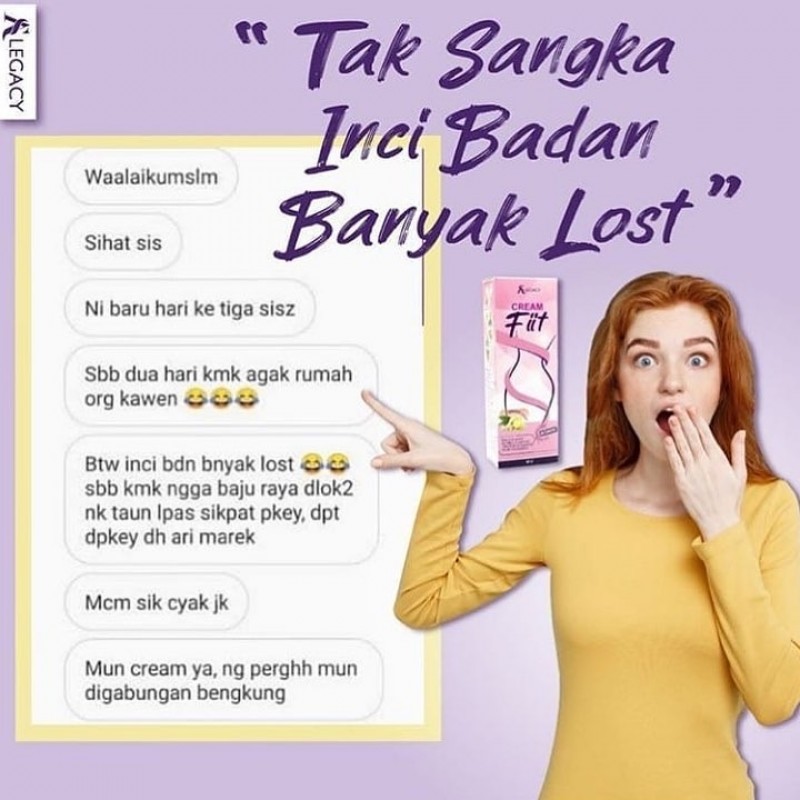 LEGACY
“ Tak Sangka
Inci Badan
Banyak Lost ”
Waalaikumslm
Sihat sis
Ni baru hari ke tiga sisz
Sbb dua hari kmk agak rumah
org kawen 😂😂😂
Btw inci bdn bnyak lost 😂😂
sbb kmk ngga baju raya dlok2
nk taun lpas sikpat pkey, dpt
dpkey dh ari marek
Mcm sik cyak jk
Mun cream ya, ng perghh mun
digabungan bengkung
LEGACY
CREAM
Fiit